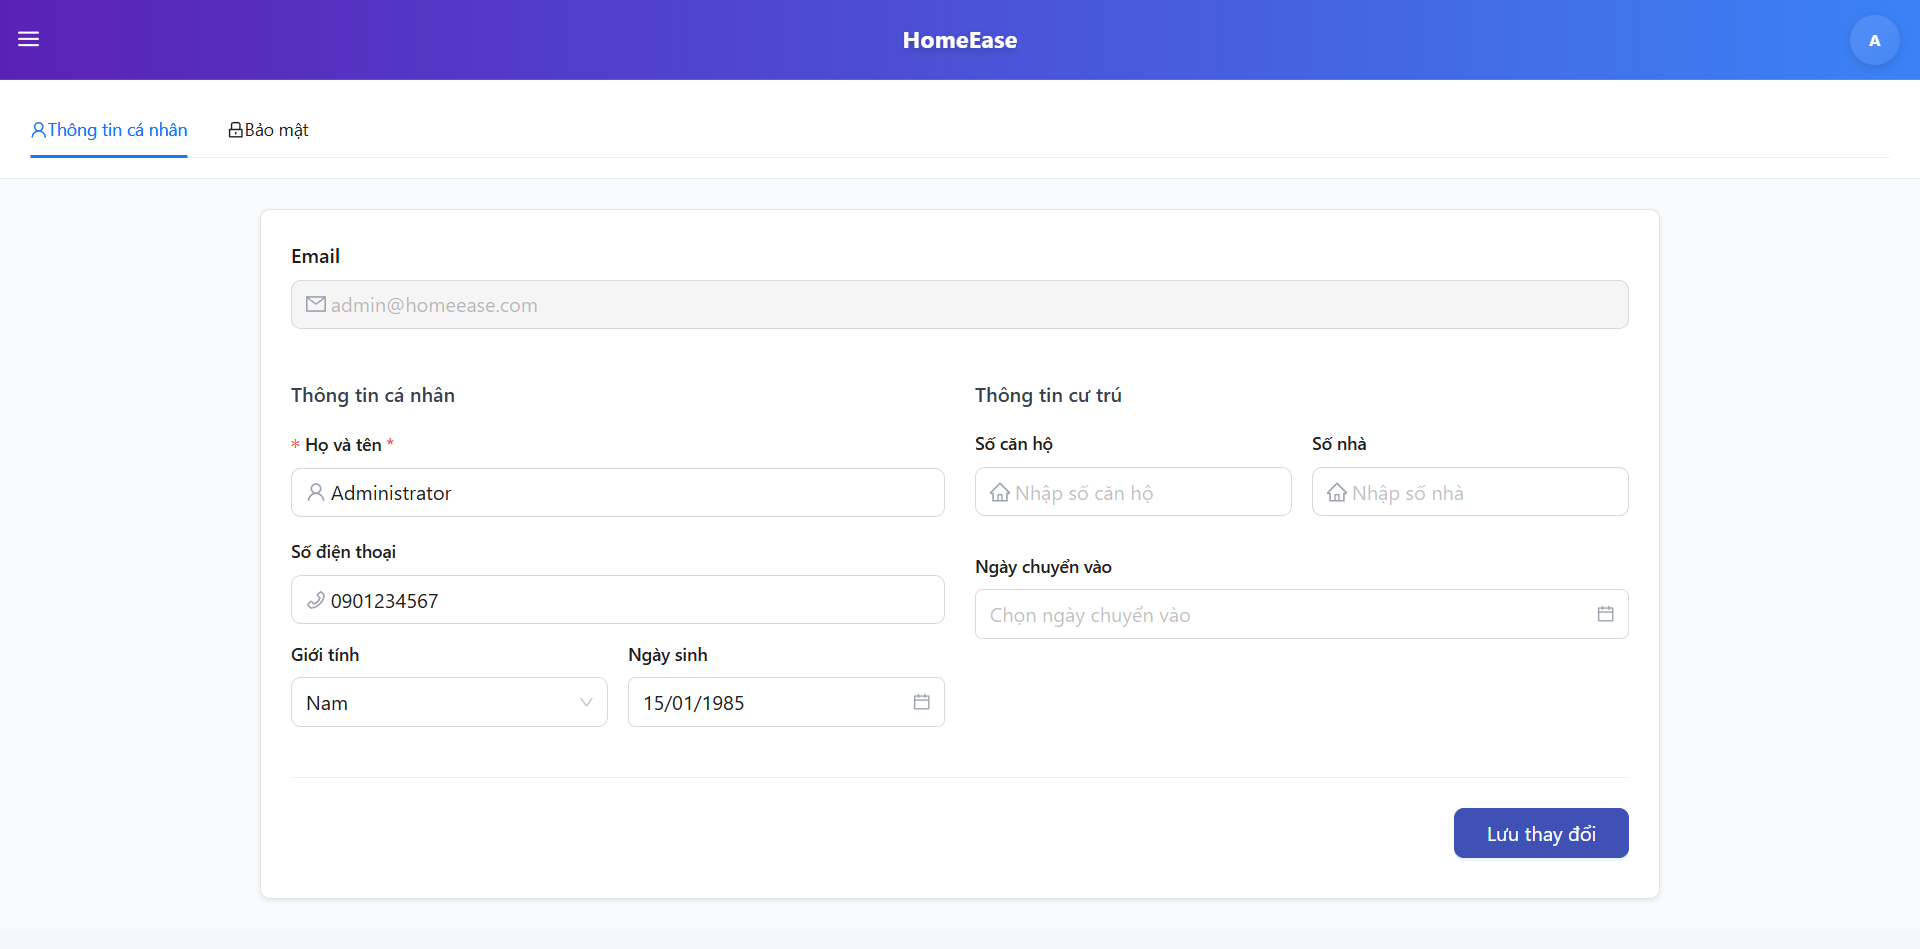 HomeEase
A
Thông tin cá nhân
Bảo mật
Email
admin@homeease.com
Thông tin cá nhân
* Họ và tên *
Administrator
Số điện thoại
0901234567
Giới tính
Ngày sinh
Nam
15/01/1985
Thông tin cư trú
Số căn hộ
Số nhà
Nhập số căn hộ
Nhập số nhà
Ngày chuyển vào
Chọn ngày chuyển vào
Lưu thay đổi